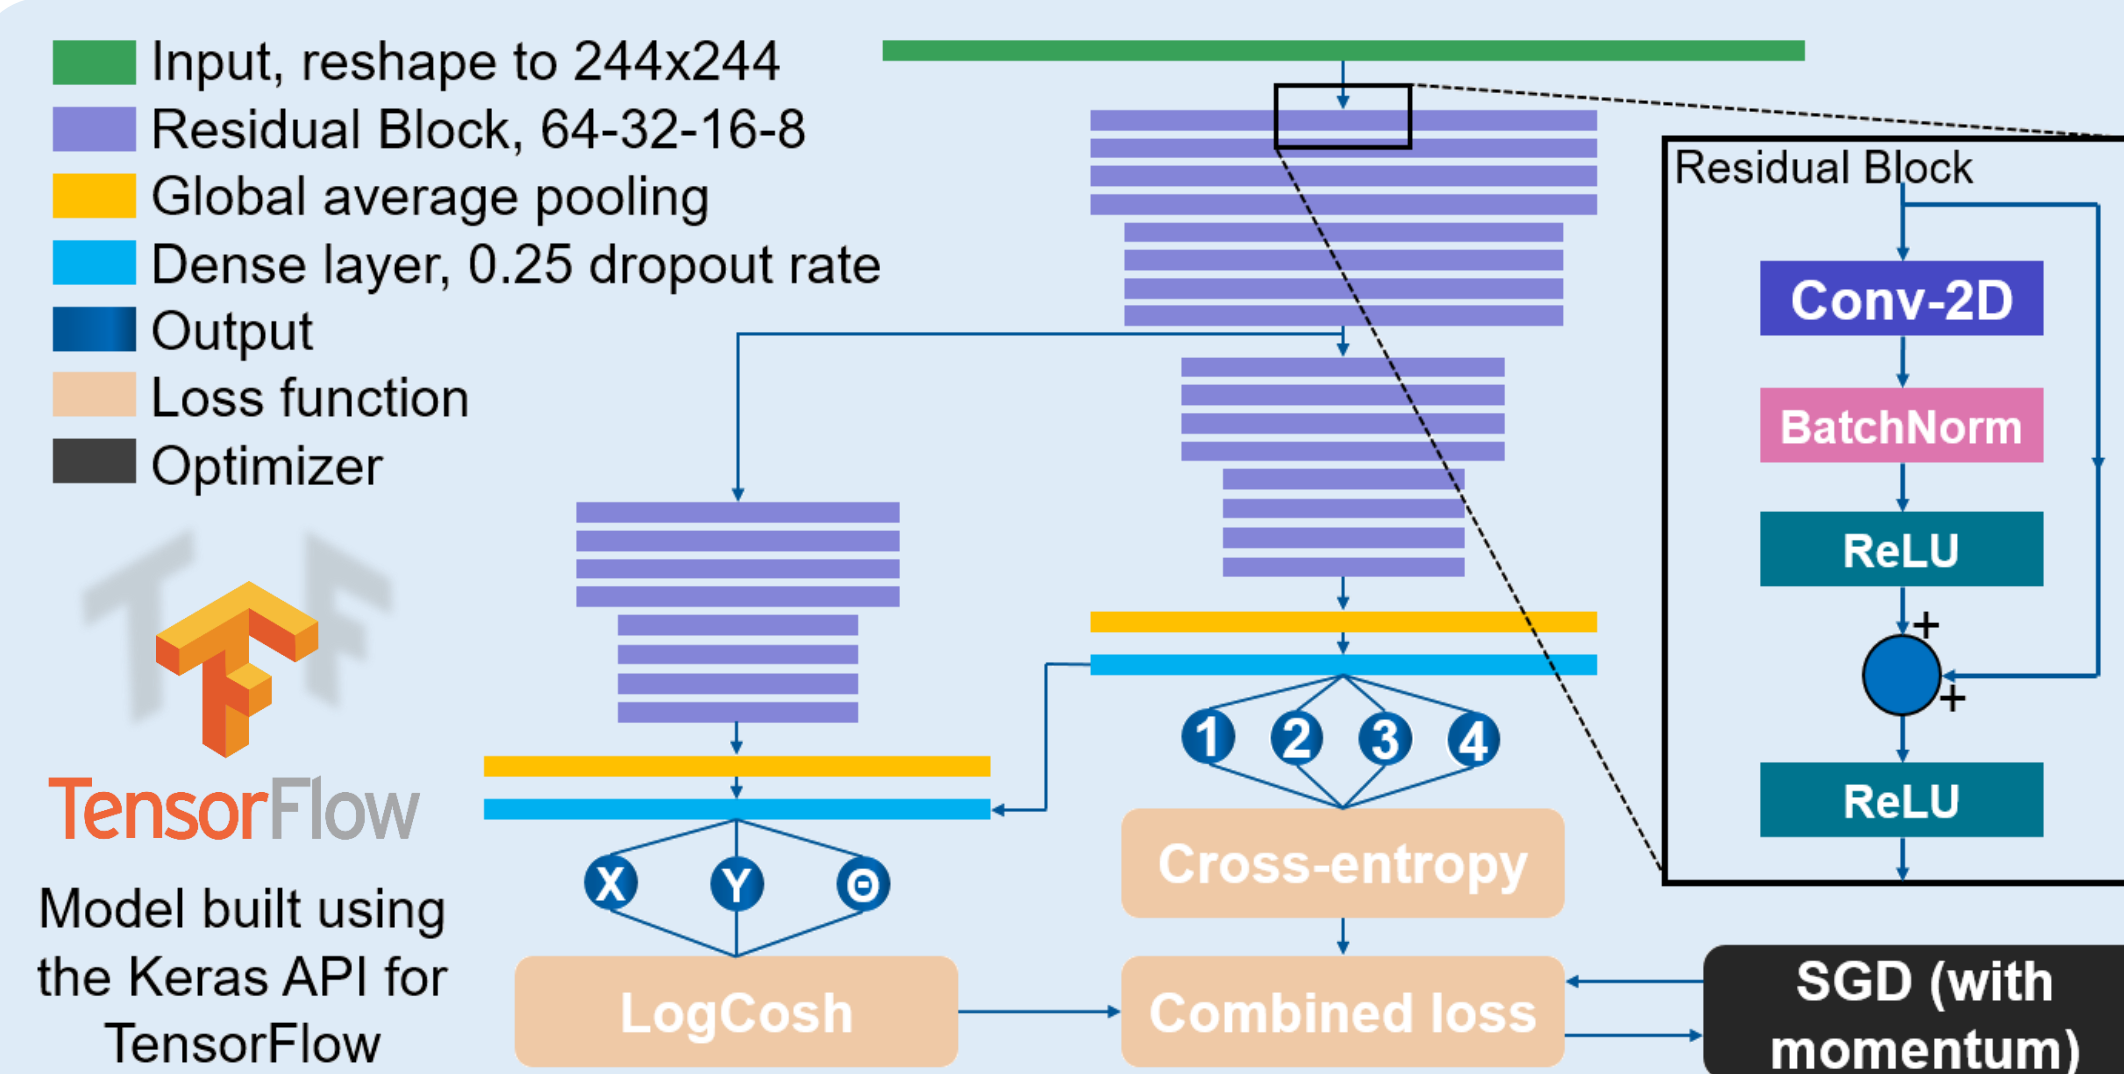 Input, reshape to 244x244
Residual Block, 64-32-16-8
Global average pooling
Dense layer, 0.25 dropout rate
Output
Loss function
Optimizer
TensorFlow
Model built using
the Keras API for
TensorFlow
X Y Θ
LogCosh
1 2 3 4
Cross-entropy
Combined loss
Residual Block
Conv-2D
BatchNorm
ReLU
+
+
ReLU
SGD (with
momentum)